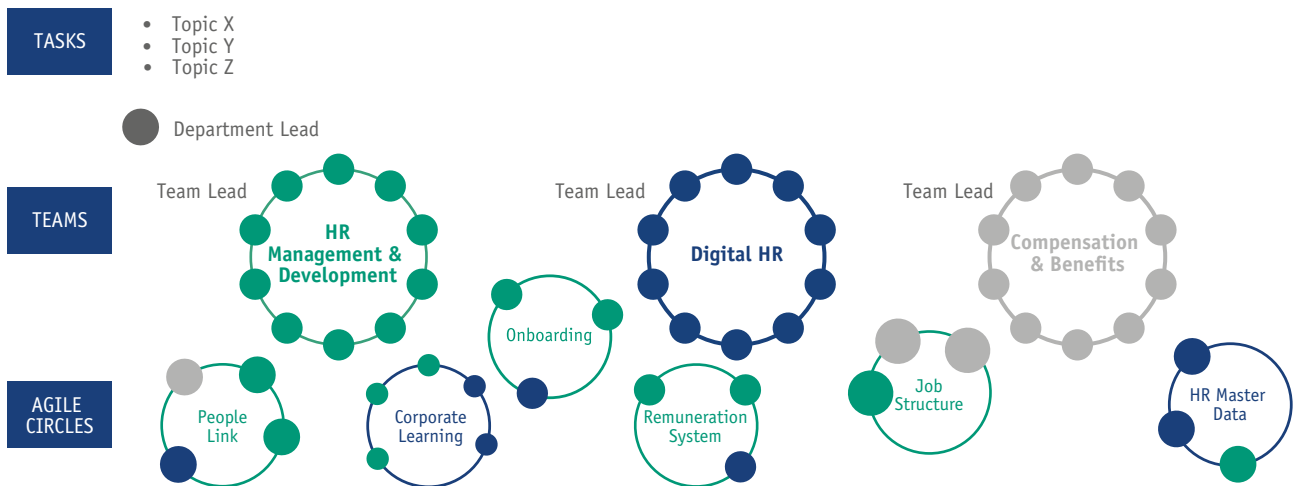 TASKS
• Topic X
• Topic Y
• Topic Z
Department Lead
TEAMS
Team Lead
HR
Management &
Development
Team Lead
Digital HR
Team Lead
Compensation
& Benefits
Onboarding
AGILE
CIRCLES
People
Link
Corporate
Learning
Remuneration
System
Job
Structure
HR Master
Data